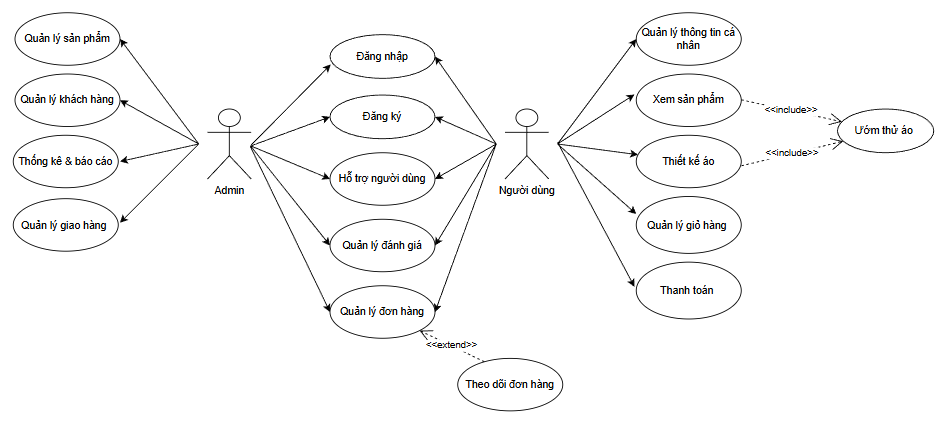 Quản lý sản phẩm
Quản lý khách hàng
Thống kê & báo cáo
Quản lý giao hàng
Admin
Đăng nhập
Đăng ký
Hỗ trợ người dùng
Quản lý đánh giá
Quản lý đơn hàng
<<extend>>
Theo dõi đơn hàng
Người dùng
Quản lý thông tin cá
nhân
Xem sản phẩm
Thiết kế áo
Quản lý giỏ hàng
Thanh toán
<<include>>
<<include>>
Ướm thử áo